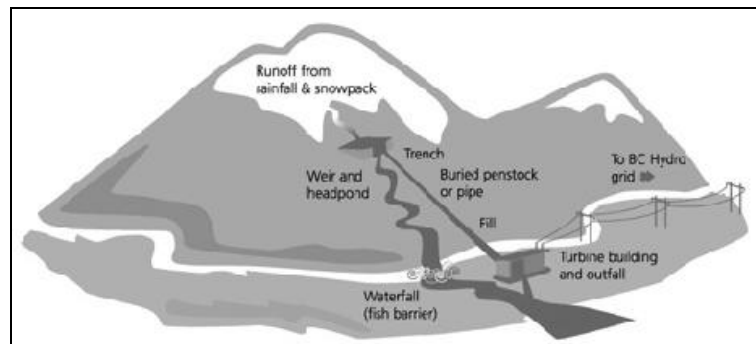 Runoff from
rainfall & snowpack
Trench
Weir and
headpond
Buried penstock
or pipe
To BC Hydro
grid
Fill
Turbine building
and outfall
Waterfall
(fish barrier)